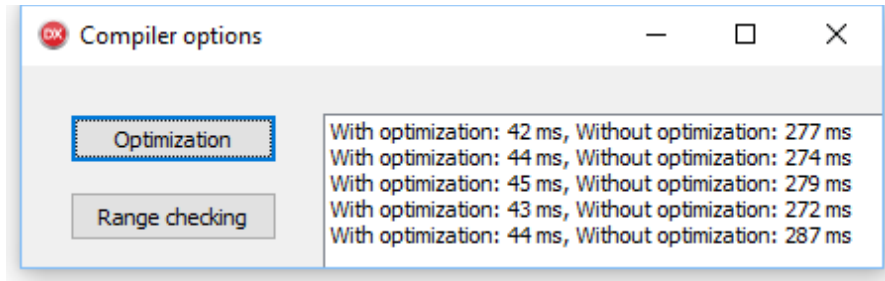 DX Compiler options
Optimization
Range checking
With optimization: 42 ms, Without optimization: 277 ms
With optimization: 44 ms, Without optimization: 274 ms
With optimization: 45 ms, Without optimization: 279 ms
With optimization: 43 ms, Without optimization: 272 ms
With optimization: 44 ms, Without optimization: 287 ms